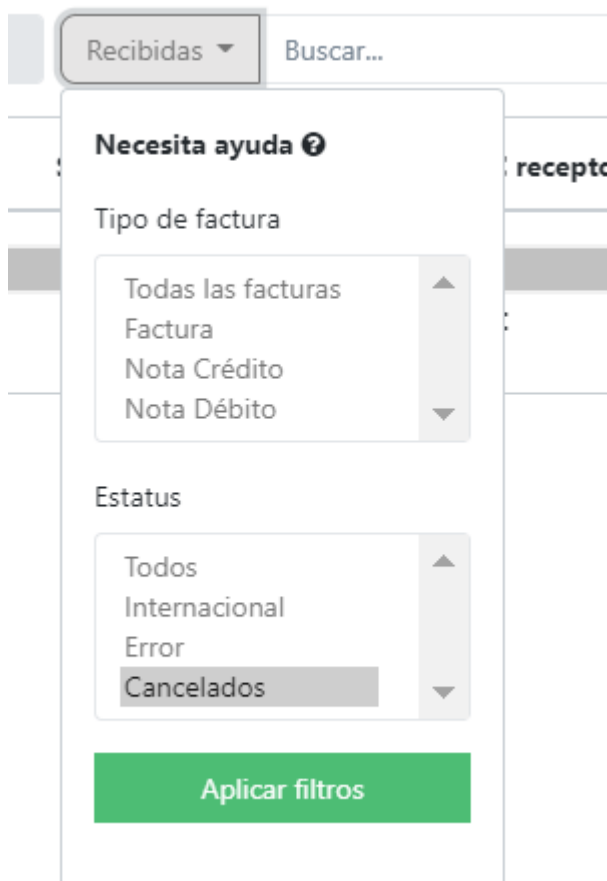 Recibidas
Buscar...
Necesita ayuda
recepto
Tipo de factura
Todas las facturas
Factura
Nota Crédito
Nota Débito
Estatus
Todos
Internacional
Error
Cancelados
Aplicar filtros